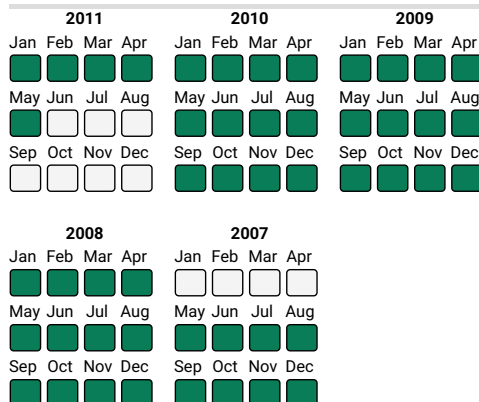 2011 2010 2009
Jan Feb Mar Apr Jan Feb Mar Apr Jan Feb Mar Apr
May Jun Jul Aug May Jun Jul Aug May Jun Jul Aug
Sep Oct Nov Dec Sep Oct Nov Dec Sep Oct Nov Dec
2008 2007
Jan Feb Mar Apr Jan Feb Mar Apr
May Jun Jul Aug May Jun Jul Aug
Sep Oct Nov Dec Sep Oct Nov Dec